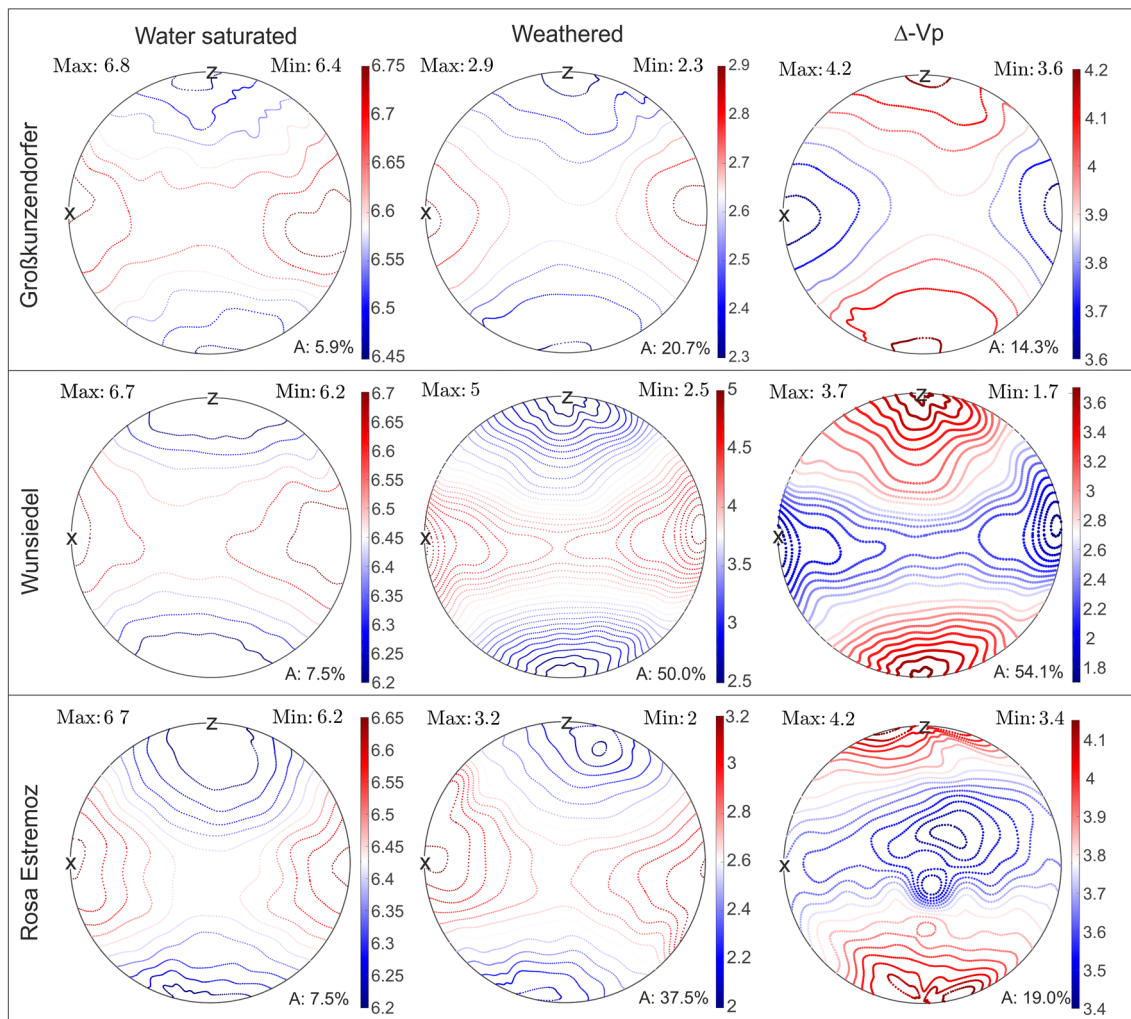 Water saturated
Weathered
Δ-Vp
Großkunzendorfer
Max: 6.8
Min: 6.4
Z
X
A: 5.9%
6.75
6.7
6.65
6.6
6.55
6.5
6.45
Max: 2.9
Min: 2.3
Z
X
A: 20.7%
2.9
2.8
2.7
2.6
2.5
2.4
2.3
Max: 4.2
Min: 3.6
Z
X
A: 14.3%
4.2
4.1
4
3.9
3.8
3.7
3.6
Wunsiedel
Max: 6.7
Min: 6.2
Z
X
A: 7.5%
6.7
6.6
6.5
6.4
6.3
6.2
Max: 5
Min: 2.5
Z
X
A: 50.0%
5
4.5
4
3.5
3
2.5
Max: 3.7
Min: 1.7
Z
X
A: 54.1%
3.6
3.4
3.2
3
2.8
2.6
2.4
2.2
2
1.8
Rosa Estremoz
Max: 6 7
Min: 6.2
Z
X
A: 7.5%
6.65
6.6
6.55
6.5
6.45
6.4
6.35
6.3
6.25
6.2
Max: 3.2
Min: 2
Z
X
A: 37.5%
3.2
3
2.8
2.6
2.4
2.2
2
Max: 4.2
Min: 3.4
Z
X
A: 19.0%
4.1
4
3.9
3.8
3.7
3.6
3.5
3.4